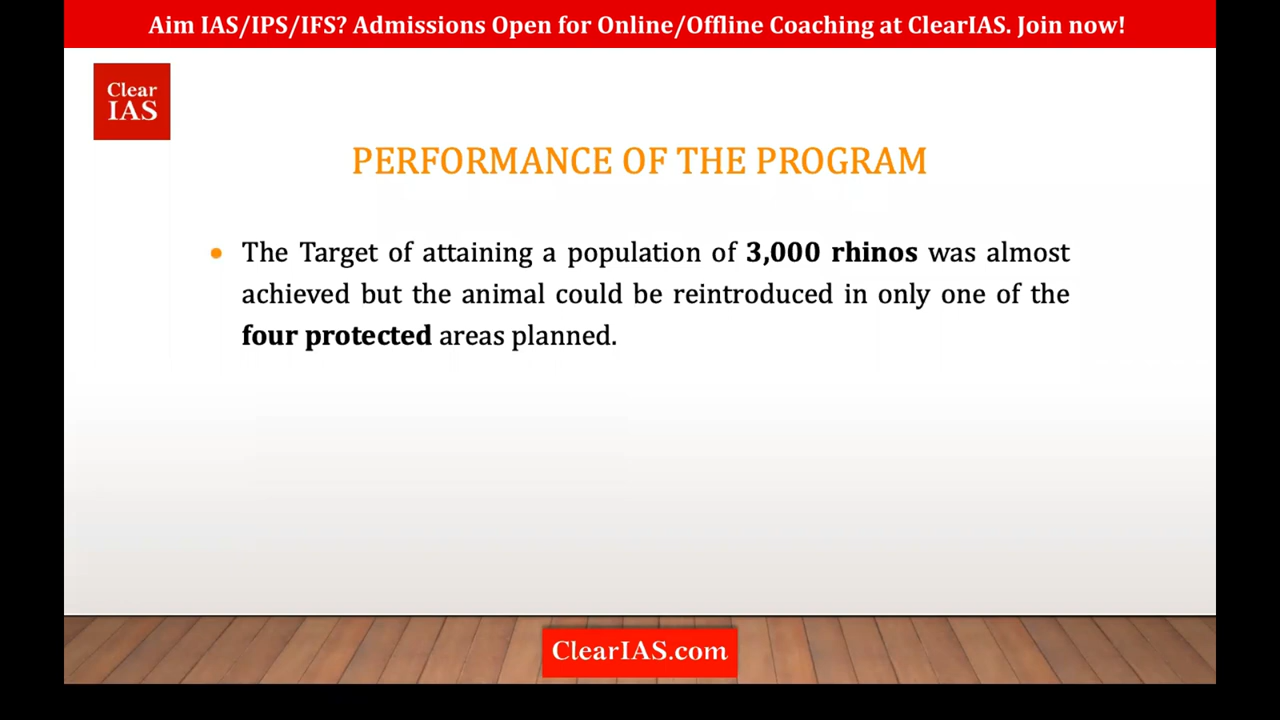 Aim IAS/IPS/IFS? Admissions Open for Online/Offline Coaching at ClearIAS. Join now!
Clear
IAS
PERFORMANCE OF THE PROGRAM
• The Target of attaining a population of 3,000 rhinos was almost
achieved but the animal could be reintroduced in only one of the
four protected areas planned.
ClearIAS.com